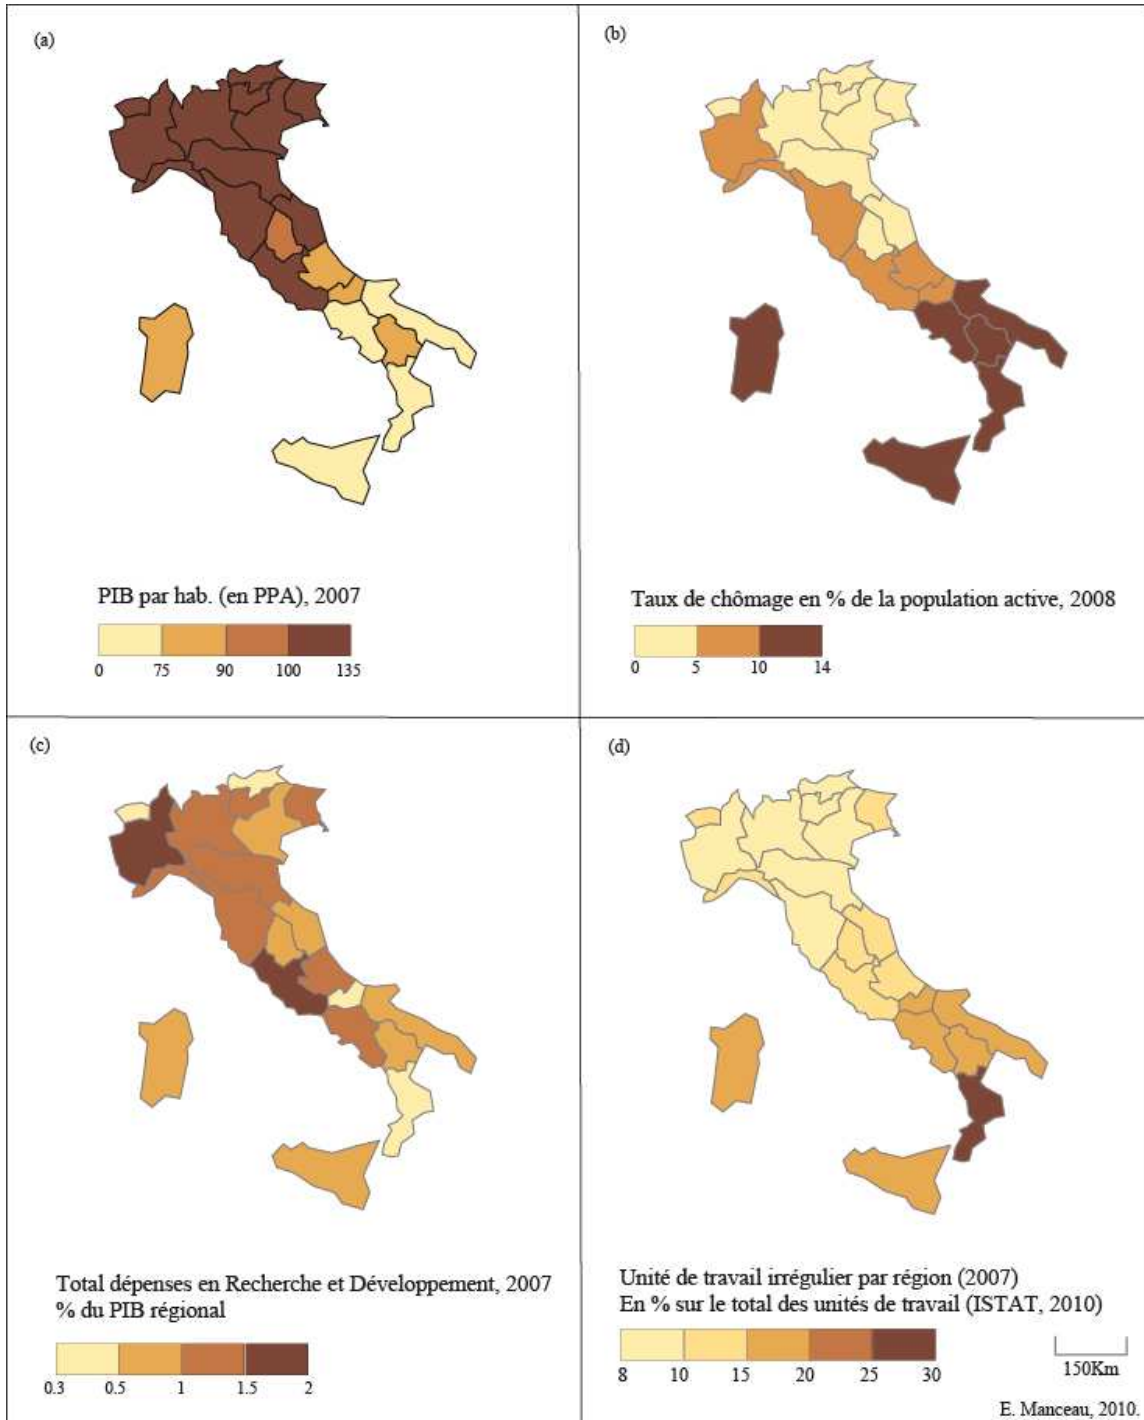 (a)
(b)
PIB par hab. (en PPA), 2007
0 75 90 100 135
Taux de chômage en % de la population active, 2008
0 5 10 14
(c)
(d)
Total dépenses en Recherche et Développement, 2007
% du PIB régional
0.3 0.5 1 1.5 2
Unité de travail irrégulier par région (2007)
En % sur le total des unités de travail (ISTAT, 2010)
8 10 15 20 25 30
150Km
E. Manceau, 2010.